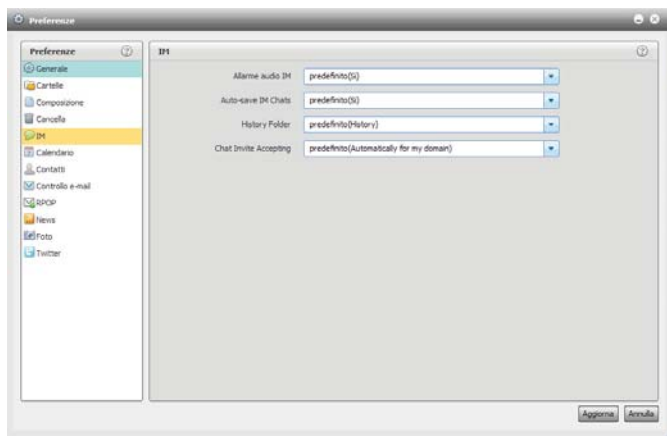 Preferenze
Preferenze
Generale
Cartelle
Composizione
Cancella
IM
Calendario
Contatti
Controllo e-mail
RPOP
News
Foto
Twitter
IM
Allarme audio IM predefinito(Sì)
Auto-save IM Chats predefinito(Sì)
History Folder predefinito(History)
Chat Invite Accepting predefinito(Automatically for my domain)
Aggiorna Annulla